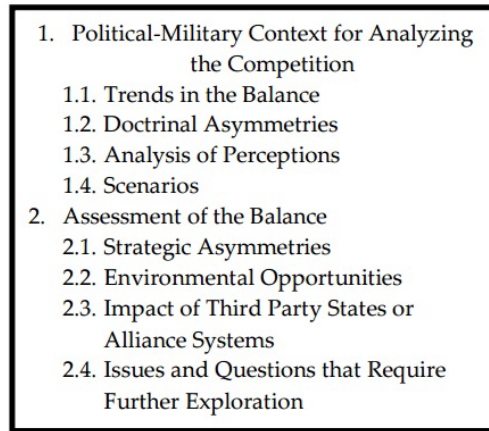 1. Political-Military Context for Analyzing
the Competition
1.1. Trends in the Balance
1.2. Doctrinal Asymmetries
1.3. Analysis of Perceptions
1.4. Scenarios
2. Assessment of the Balance
2.1. Strategic Asymmetries
2.2. Environmental Opportunities
2.3. Impact of Third Party States or
Alliance Systems
2.4. Issues and Questions that Require
Further Exploration